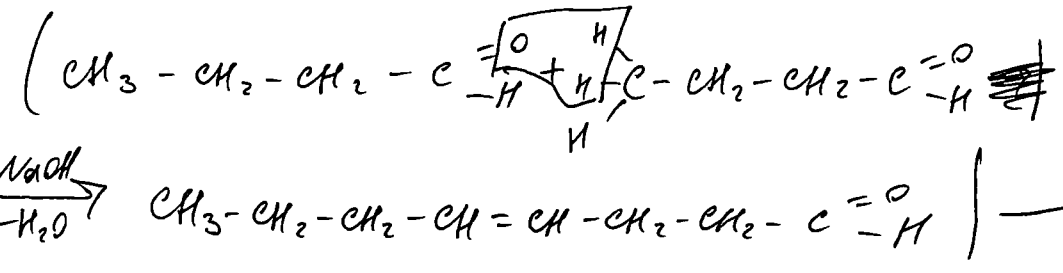 ( CH₃ - CH₂ - CH₂ - C =O -H + H H H C - CH₂ - CH₂ - C =O -H
NaOH -H₂O → CH₃ - CH₂ - CH₂ - CH = CH - CH₂ - CH₂ - C =O -H | —